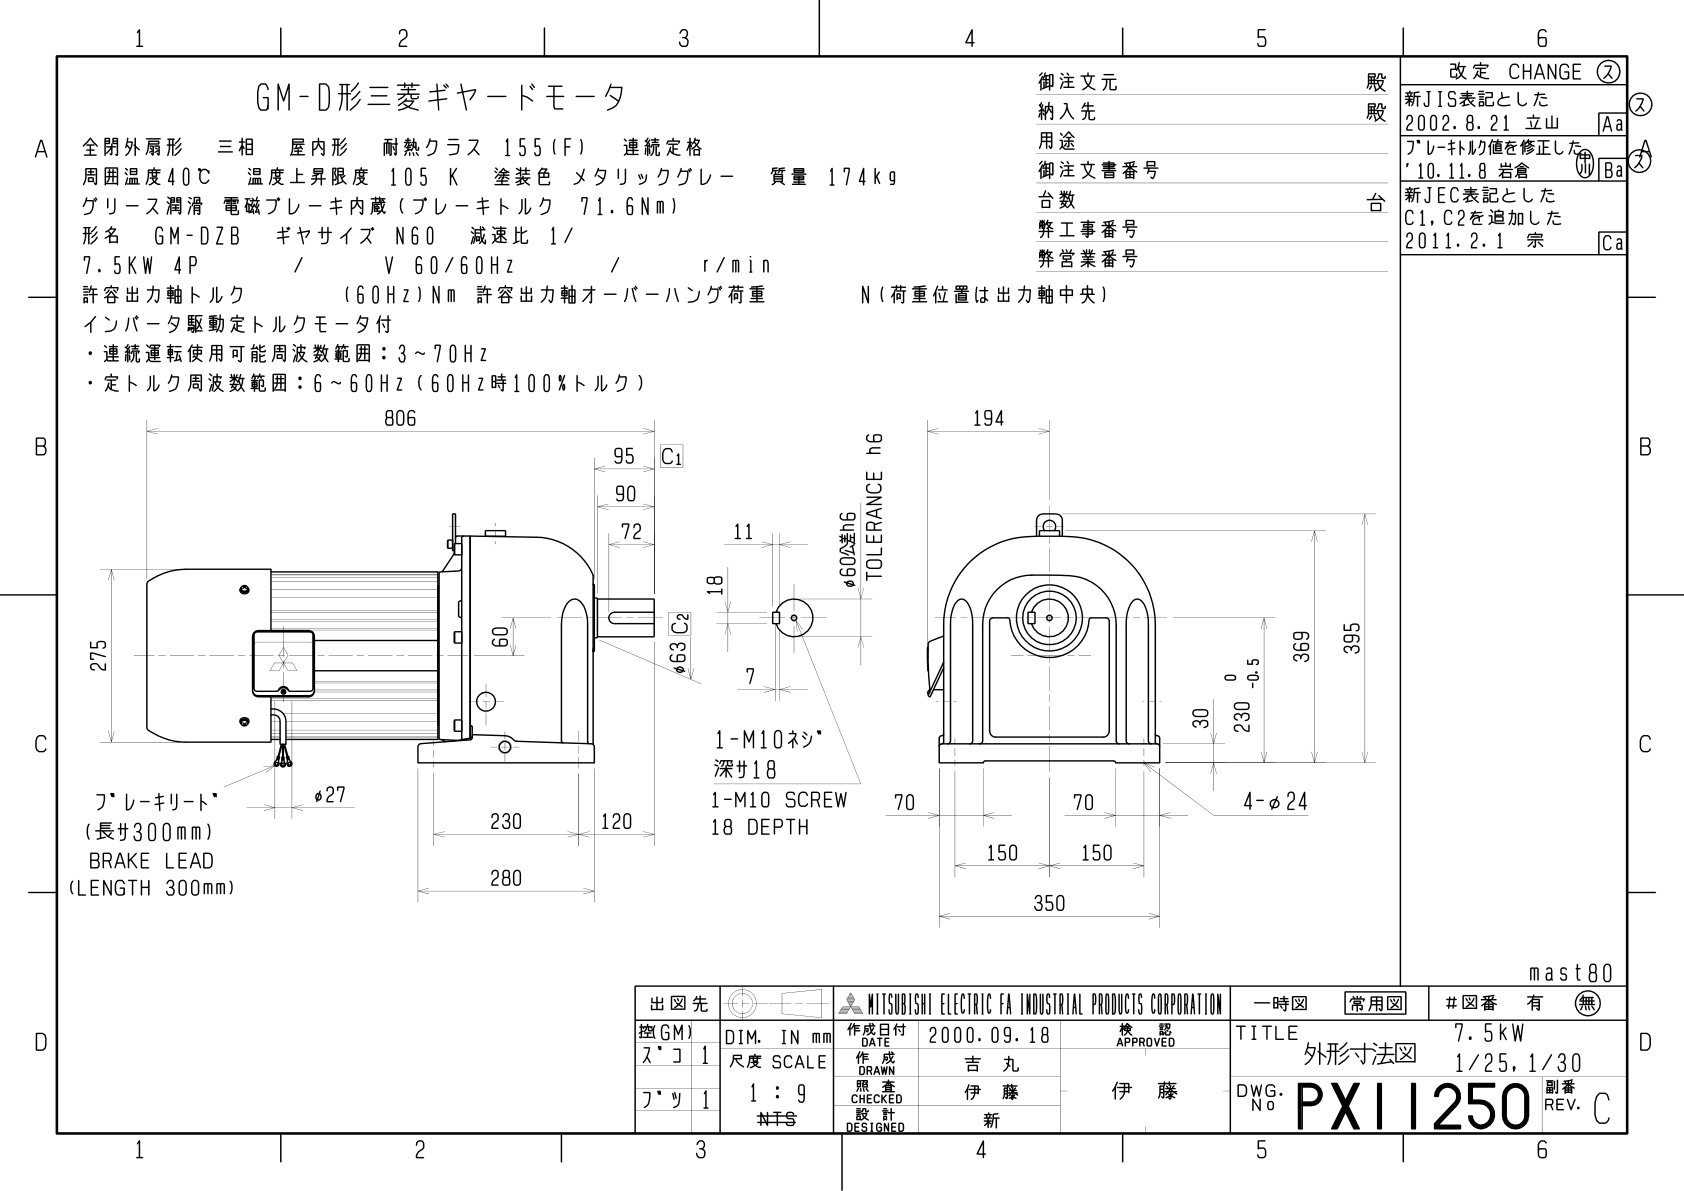 1 2 3 4 5 6
A
B
C
D
GM-D形三菱ギヤードモータ
全閉外扇形 三相 屋内形 耐熱クラス 155(F) 連続定格
周囲温度40℃ 温度上昇限度 105 K 塗装色 メタリックグレー 質量 174kg
グリース潤滑 電磁ブレーキ内蔵(ブレーキトルク 71.6Nm)
形名 GM-DZB ギヤサイズ N60 減速比 1/
7.5KW 4P / V 60/60Hz / r/min
許容出力軸トルク (60Hz)Nm 許容出力軸オーバーハング荷重 N(荷重位置は出力軸中央)
インバータ駆動定トルクモータ付
・連続運転使用可能周波数範囲：3~70Hz
・定トルク周波数範囲：6~60Hz(60Hz時100%トルク)
御注文元 殿
納入先 殿
用途
御注文書番号
台数 台
弊工事番号
弊営業番号
改定 CHANGE ス
新JIS表記とした ス
2002.8.21 立山 Aa
ブレーキトルク値を修正した A
'10.11.8 岩倉 Ba ス
新JEC表記とした
C1,C2を追加した
2011.2.1 宗 Ca
B
C
D
806
95 C1
90
72
275
60
φ63 C2
ブレーキリード
(長サ300mm)
BRAKE LEAD
(LENGTH 300mm)
φ27
230 120
280
11
18
7
φ60公差h6
TOLERANCE h6
1-M10ネジ
深サ18
1-M10 SCREW
18 DEPTH
194
30
230 0 -0.5
369
395
70 70
4-φ24
150 150
350
mast80
出図先
控(GM)
ズコ 1
ブツ 1
DIM. IN mm
尺度 SCALE
1 : 9
NTS
MITSUBISHI ELECTRIC FA INDUSTRIAL PRODUCTS CORPORATION
作成日付 DATE 2000.09.18
検認 APPROVED
作成 DRAWN 吉丸
照査 CHECKED 伊藤
伊藤
設計 DESIGNED 新
一時図 常用図 #図番 有 無
TITLE 7.5kW
外形寸法図 1/25,1/30
DWG. No PX11250 副番 REV. C
1 2 3 4 5 6